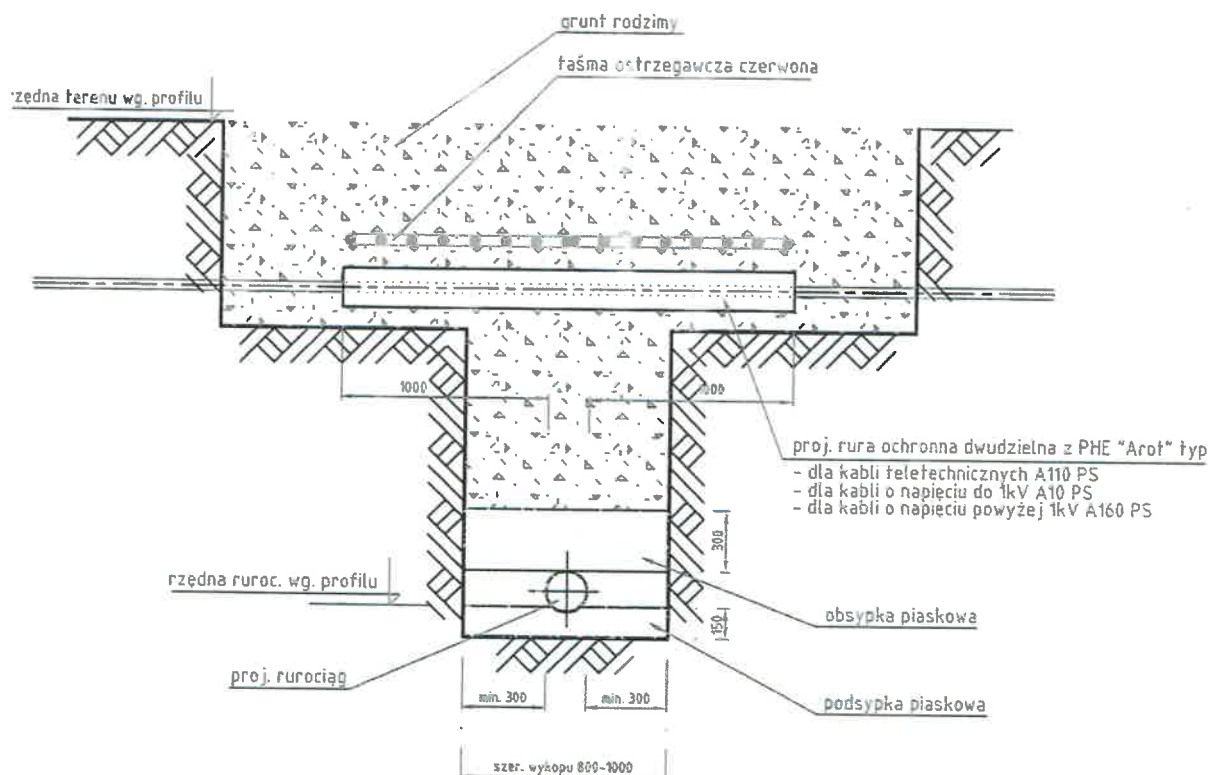 grunt rodzimy
taśma ostrzegawcza czerwona
rzędna terenu wg. profilu
1000
1000
proj. rura ochronna dwudzielna z PHE "Arot" typ
- dla kabli teletechnicznych A110 PS
- dla kabli o napięciu do 1kV A10 PS
- dla kabli o napięciu powyżej 1kV A160 PS
300
rzędna ruroc. wg. profilu
150
obsypka piaskowa
proj. rurociąg
min. 300
min. 300
podsypka piaskowa
szer. wykopu 800-1000